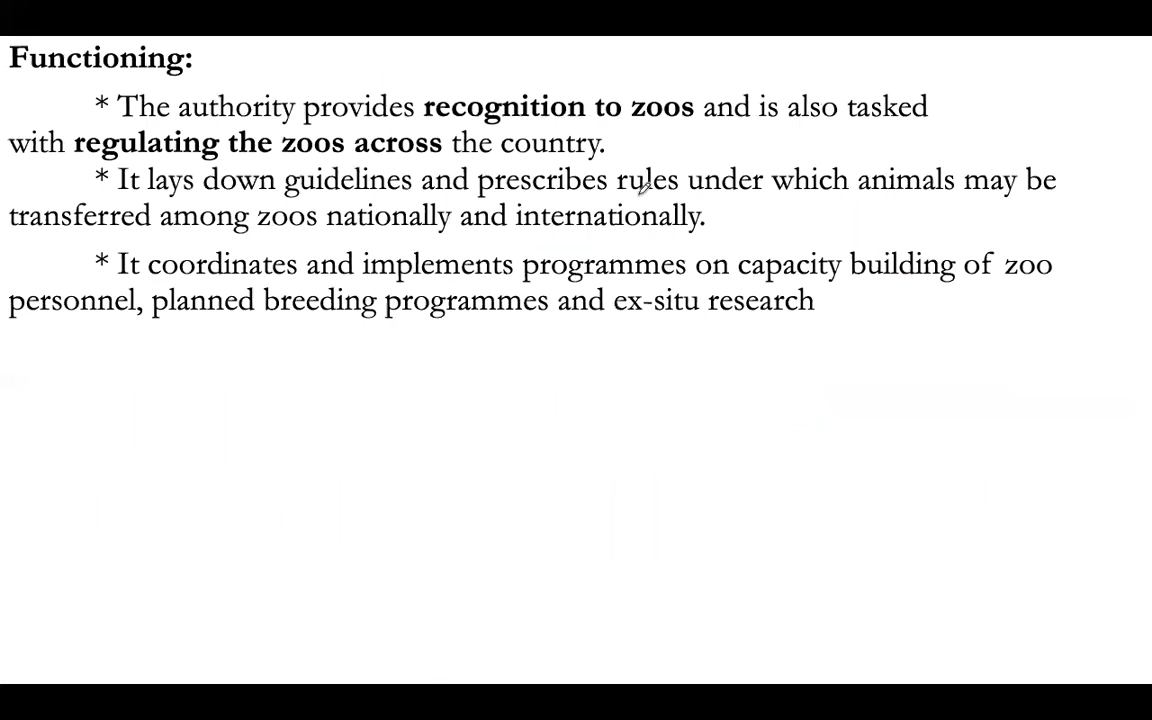 Functioning:
* The authority provides recognition to zoos and is also tasked
with regulating the zoos across the country.
* It lays down guidelines and prescribes rules under which animals may be
transferred among zoos nationally and internationally.
* It coordinates and implements programmes on capacity building of zoo
personnel, planned breeding programmes and ex-situ research